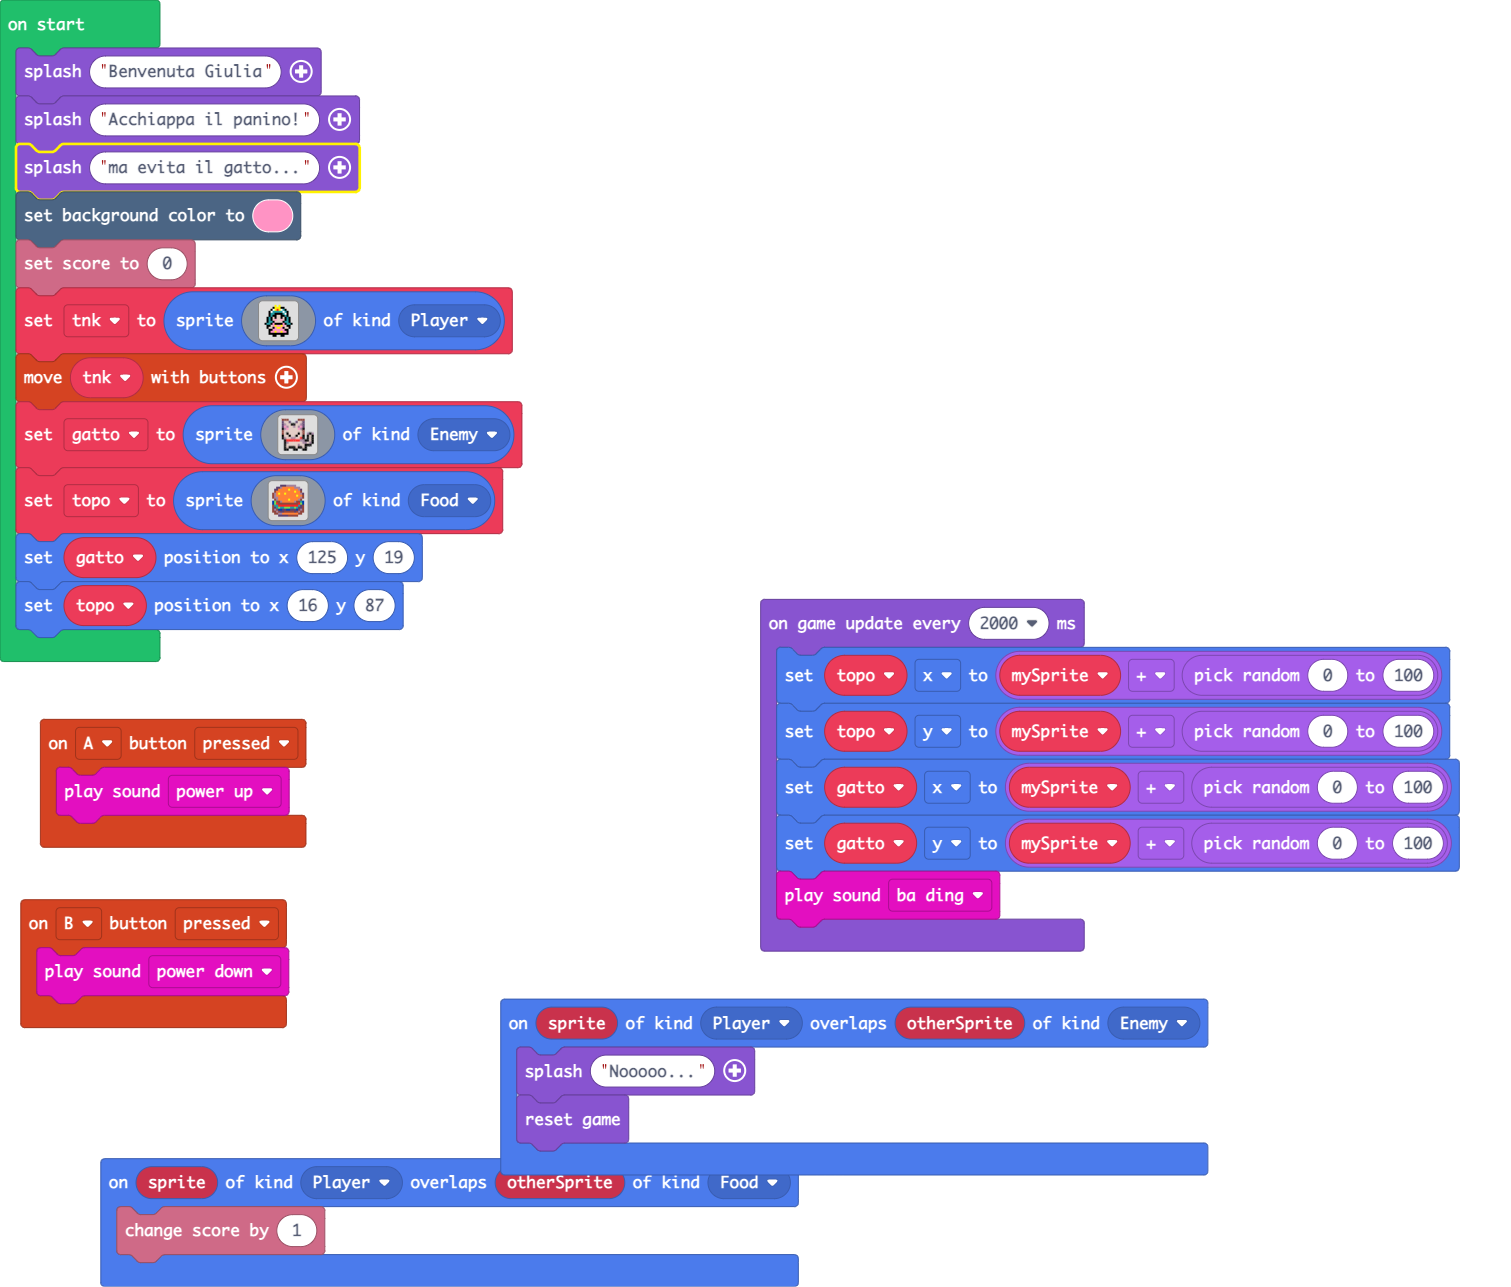 on start
splash "Benvenuta Giulia"
splash "Acchiappa il panino!"
splash "ma evita il gatto..."
set background color to
set score to 0
set tnk to sprite of kind Player
move tnk with buttons
set gatto to sprite of kind Enemy
set topo to sprite of kind Food
set gatto position to x 125 y 19
set topo position to x 16 y 87
on game update every 2000 ms
set topo x to mySprite + pick random 0 to 100
set topo y to mySprite + pick random 0 to 100
set gatto x to mySprite + pick random 0 to 100
set gatto y to mySprite + pick random 0 to 100
play sound ba ding
on A button pressed
play sound power up
on B button pressed
play sound power down
on sprite of kind Player overlaps otherSprite of kind Enemy
splash "Nooooo..."
reset game
on sprite of kind Player overlaps otherSprite of kind Food
change score by 1